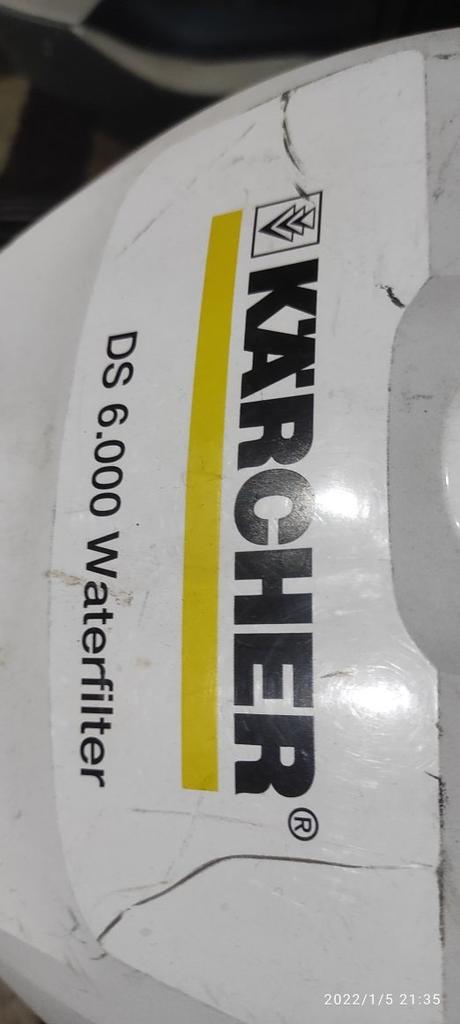 KÄRCHER®
DS 6.000 Waterfilter
2022/1/5 21:35